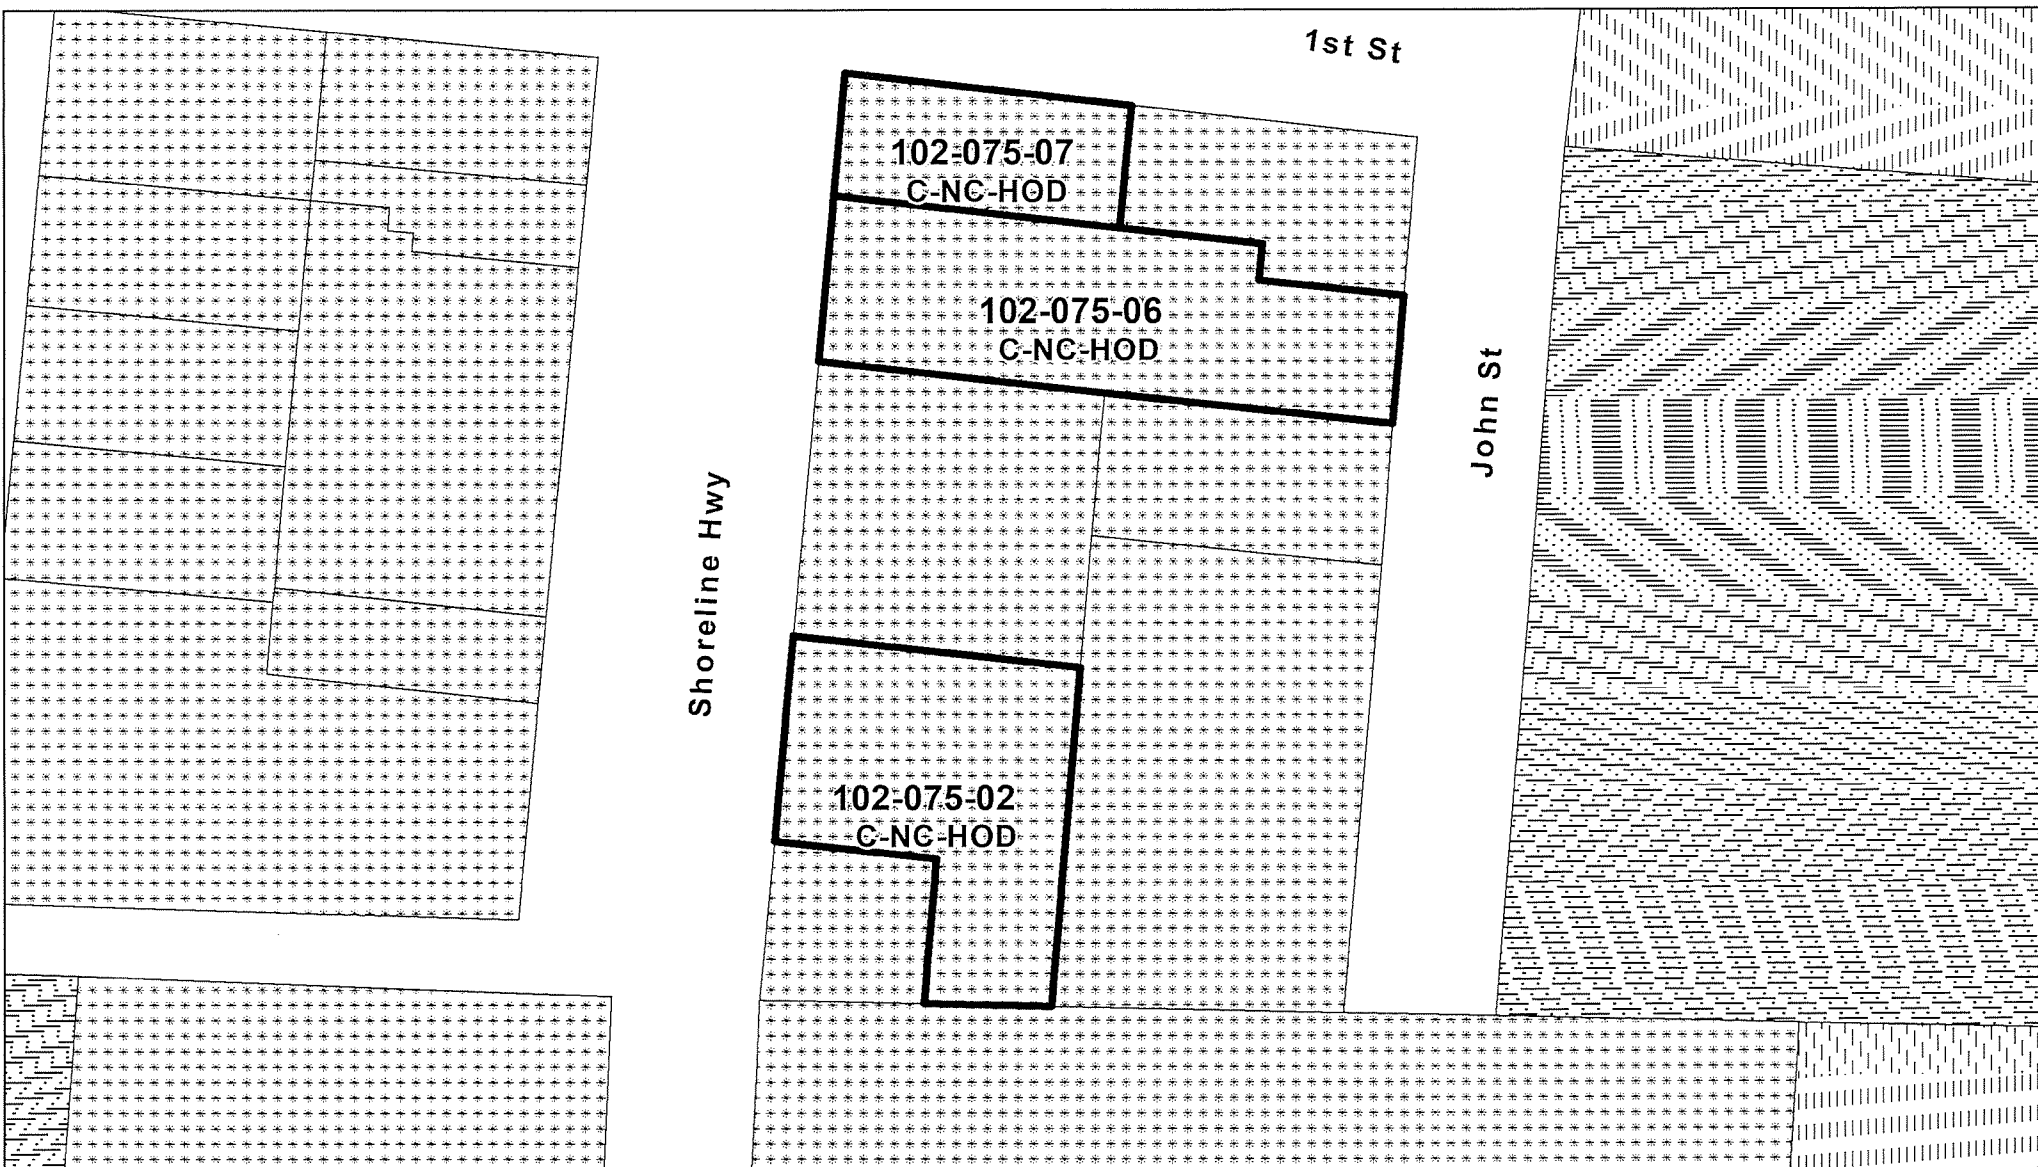 1st St
102-075-07
C-NC-HOD
102-075-06
C-NC-HOD
John St
Shoreline Hwy
102-075-02
C-NC-HOD